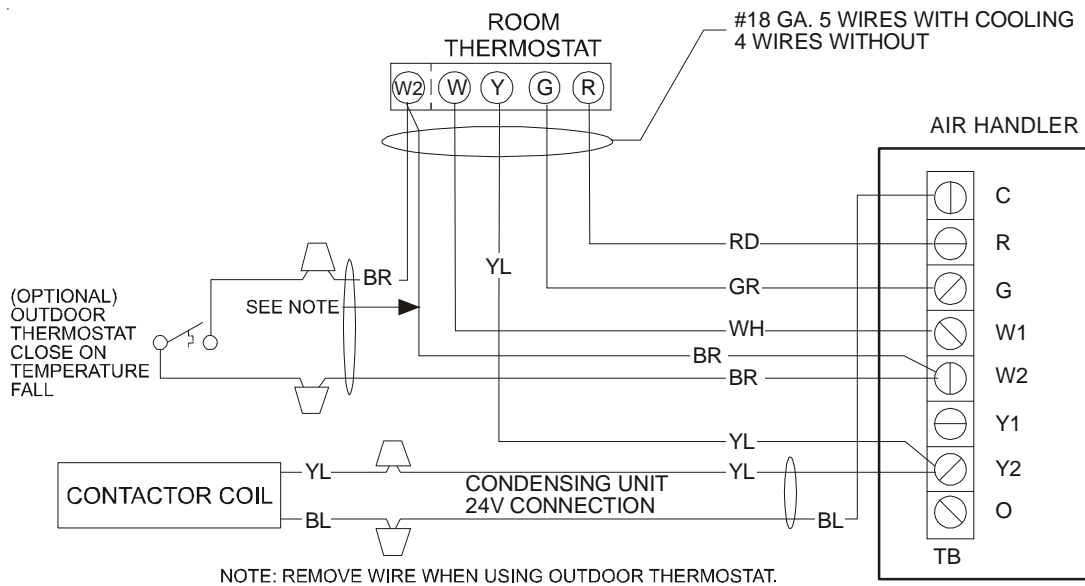 ROOM
THERMOSTAT
#18 GA. 5 WIRES WITH COOLING
4 WIRES WITHOUT
W2 W Y G R
AIR HANDLER
C
RD R
YL
GR G
BR
SEE NOTE
(OPTIONAL)
OUTDOOR
THERMOSTAT
CLOSE ON
TEMPERATURE
FALL
WH W1
BR
BR W2
Y1
YL
YL YL Y2
CONTACTOR COIL
CONDENSING UNIT
24V CONNECTION
BL BL O
TB
NOTE: REMOVE WIRE WHEN USING OUTDOOR THERMOSTAT.